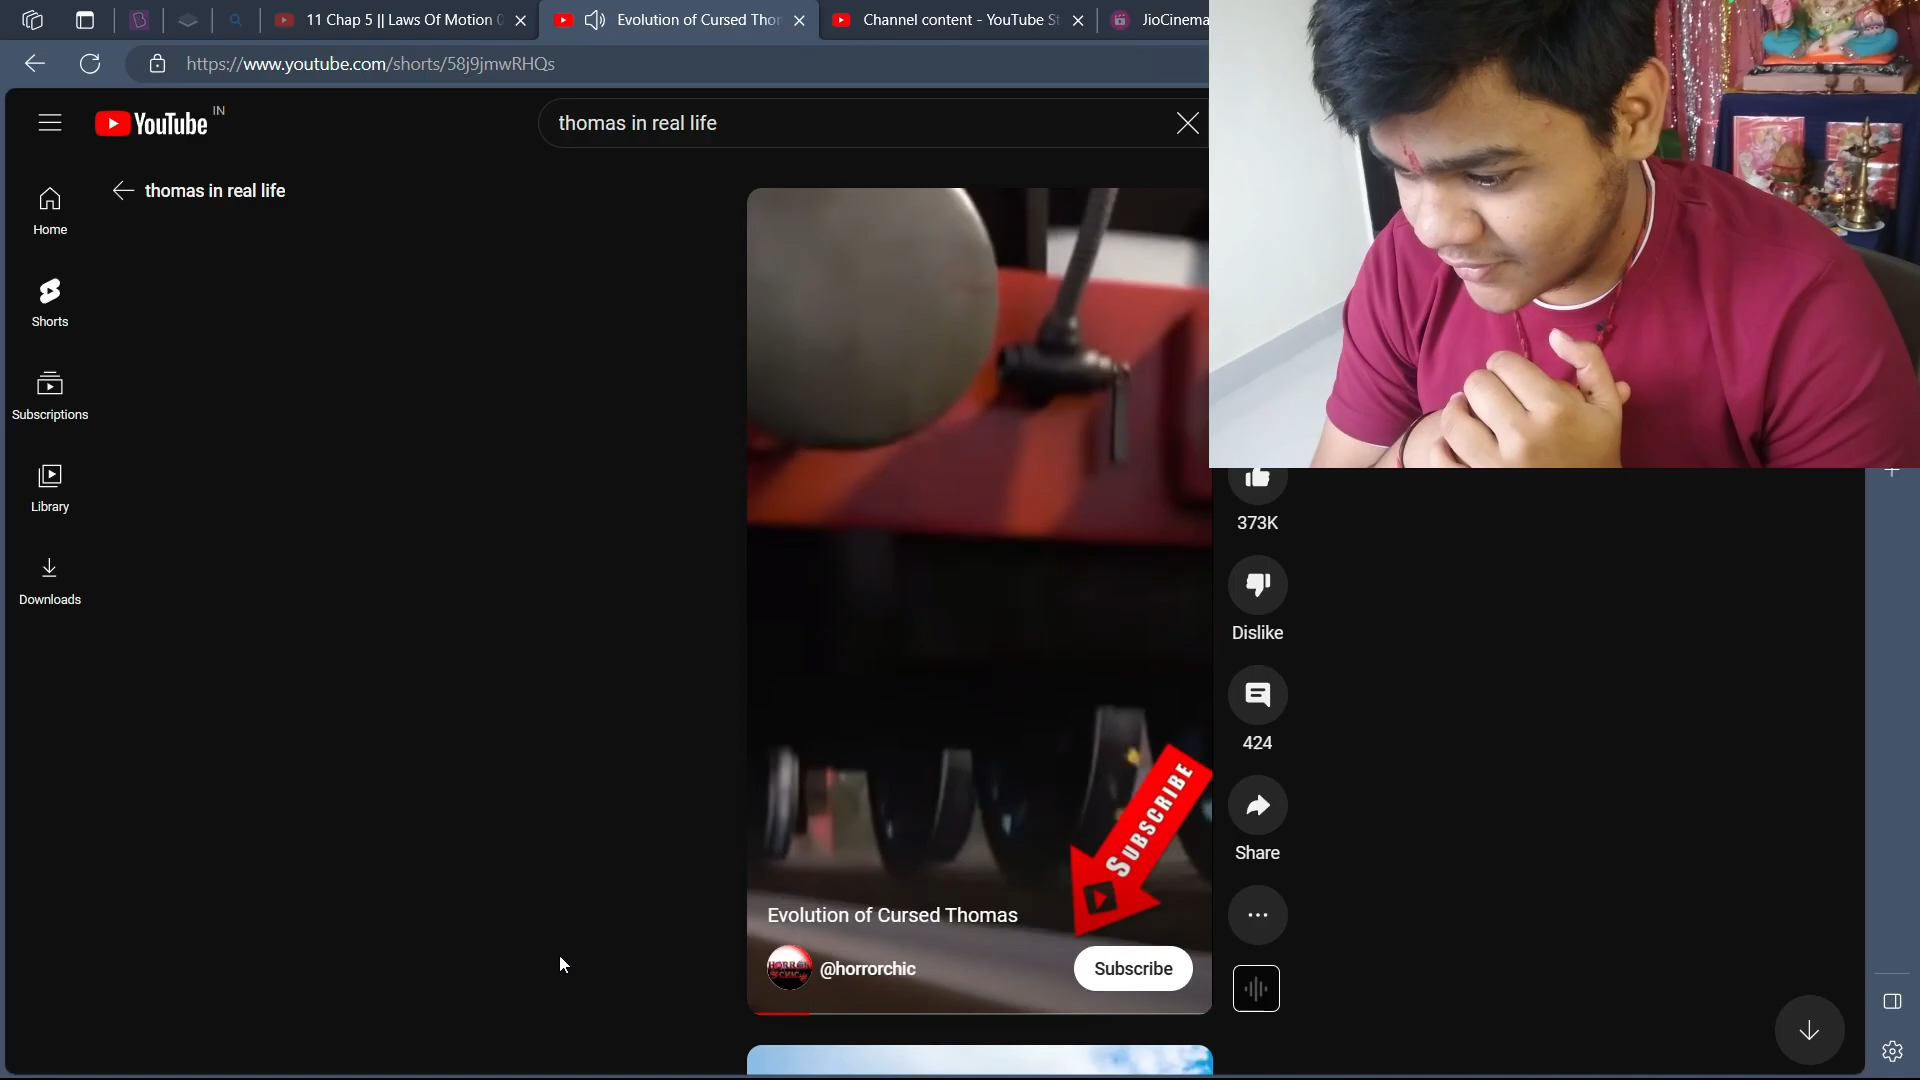 11 Chap 5 || Laws Of Motion
Evolution of Cursed Thor
Channel content - YouTube St
JioCinema
https://www.youtube.com/shorts/58j9jmwRHQs
YouTube IN
thomas in real life
thomas in real life
Home
Shorts
Subscriptions
Library
Downloads
373K
Dislike
424
Share
SUBSCRIBE
Evolution of Cursed Thomas
HORROR CHIC
@horrorchic
Subscribe